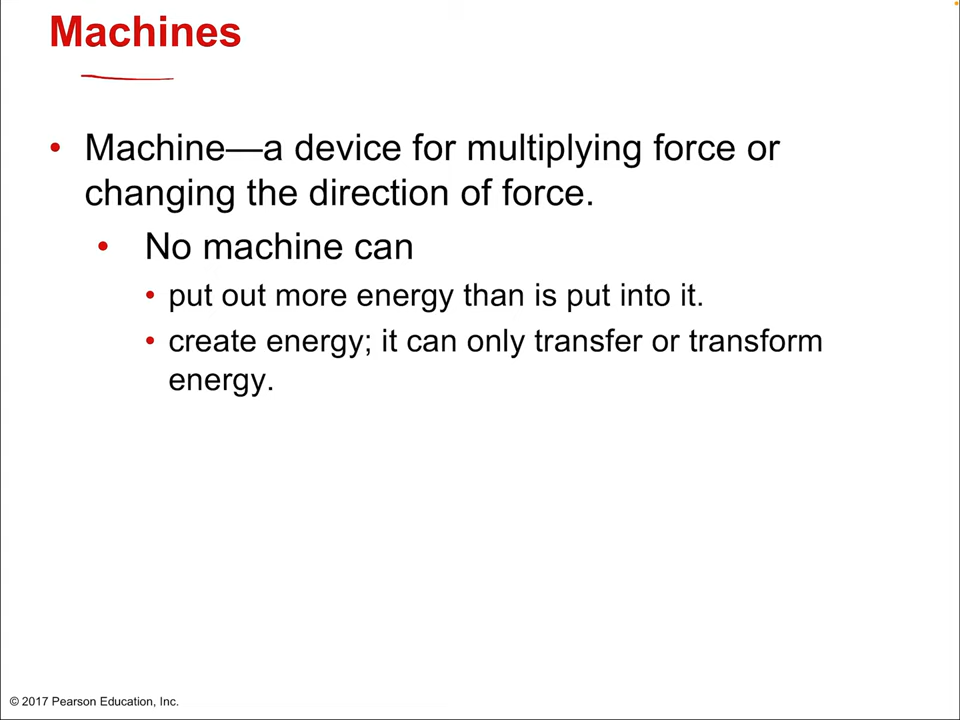 Machines
• Machine—a device for multiplying force or
changing the direction of force.
• No machine can
• put out more energy than is put into it.
• create energy; it can only transfer or transform
energy.
© 2017 Pearson Education, Inc.